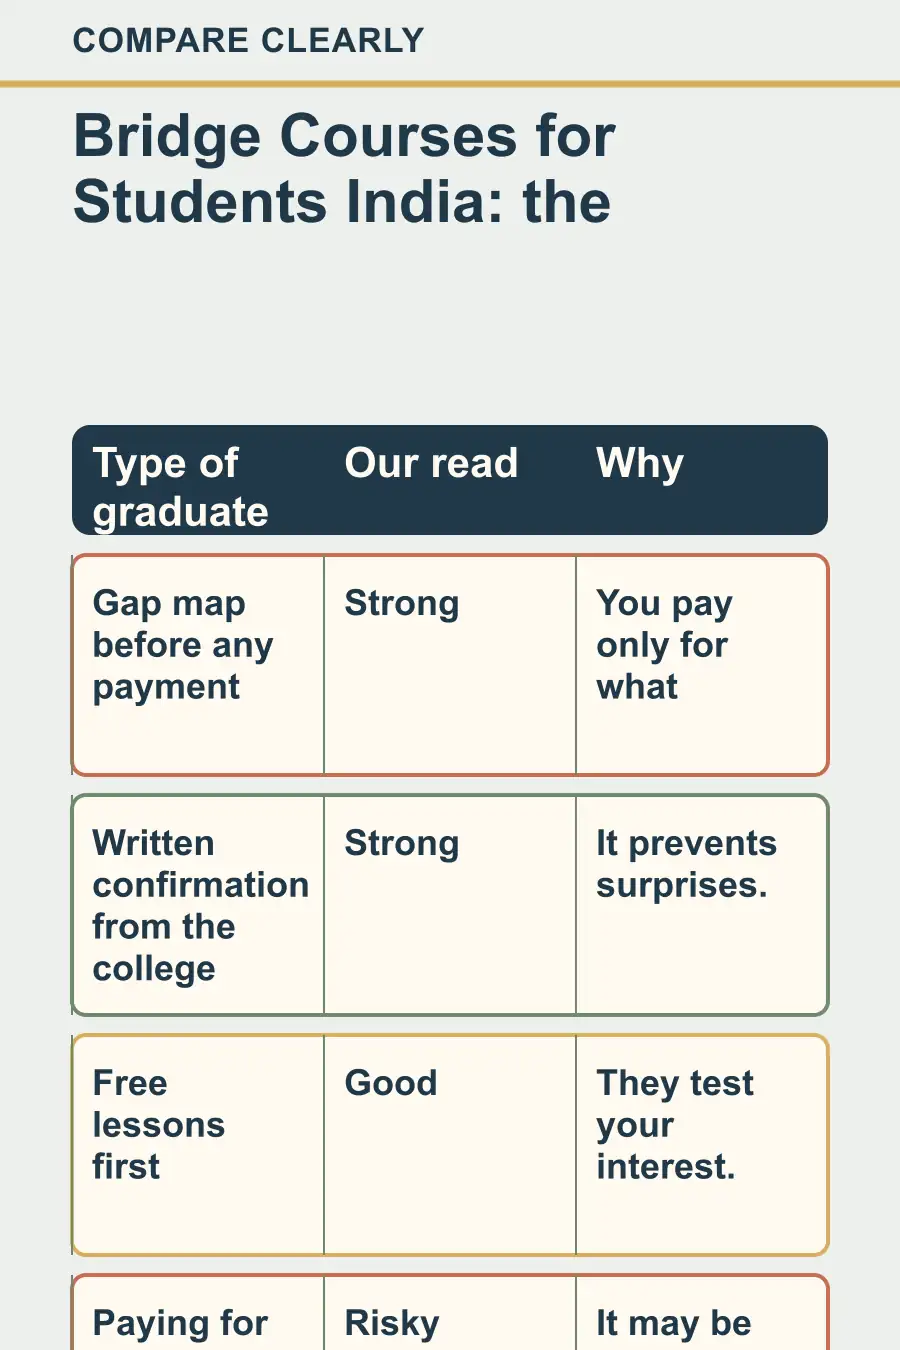 COMPARE CLEARLY
Bridge Courses for
Students India: the
Type of
graduate
Our read
Why
Gap map
before any
payment
Strong
You pay
only for
what
Written
confirmation
from the
college
Strong
It prevents
surprises.
Free
lessons
first
Good
They test
your
interest.
Paying for
Risky
It may be